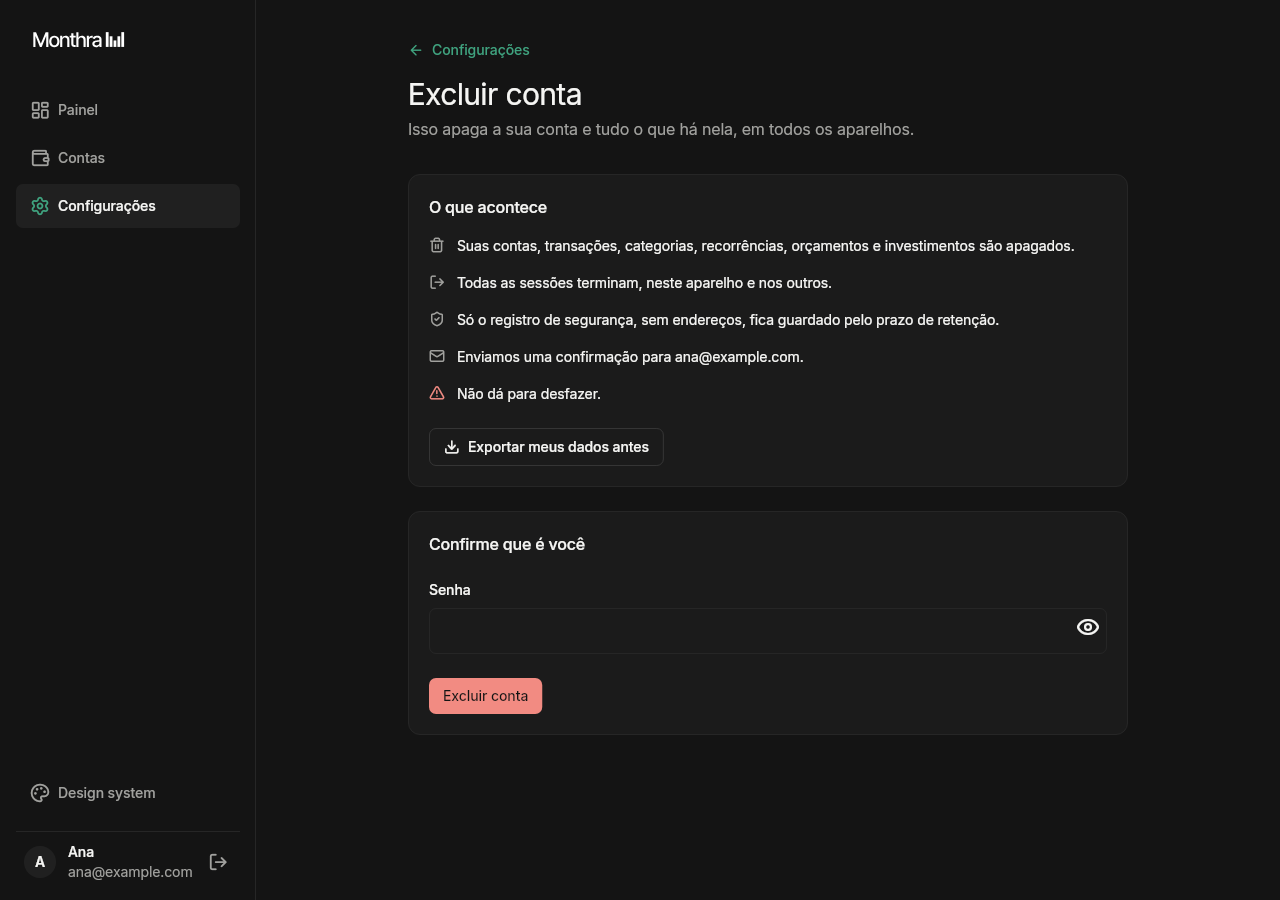 Monthra
Painel
Contas
Configurações
Design system
A
Ana
ana@example.com
Configurações
Excluir conta
Isso apaga a sua conta e tudo o que há nela, em todos os aparelhos.
O que acontece
Suas contas, transações, categorias, recorrências, orçamentos e investimentos são apagados.
Todas as sessões terminam, neste aparelho e nos outros.
Só o registro de segurança, sem endereços, fica guardado pelo prazo de retenção.
Enviamos uma confirmação para ana@example.com.
Não dá para desfazer.
Exportar meus dados antes
Confirme que é você
Senha
Excluir conta